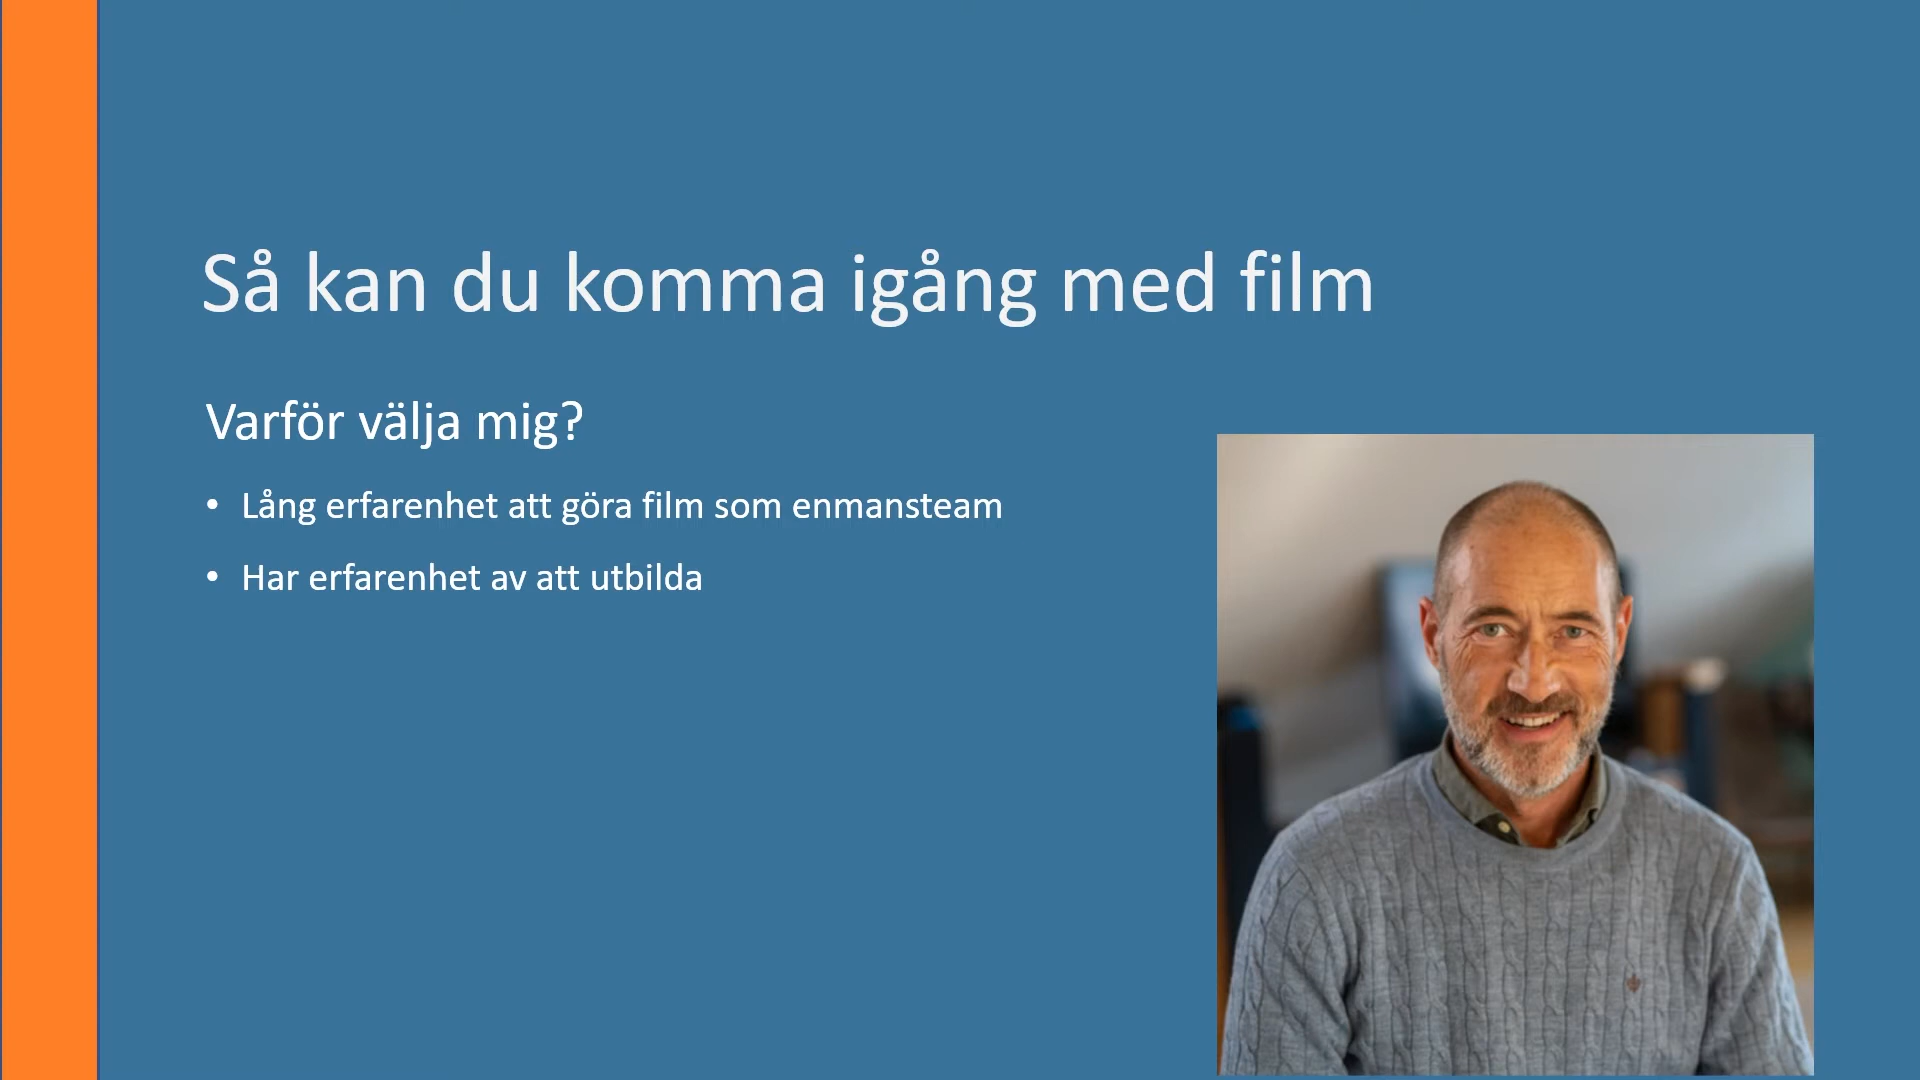 Så kan du komma igång med film
Varför välja mig?
• Lång erfarenhet att göra film som enmansteam
• Har erfarenhet av att utbilda